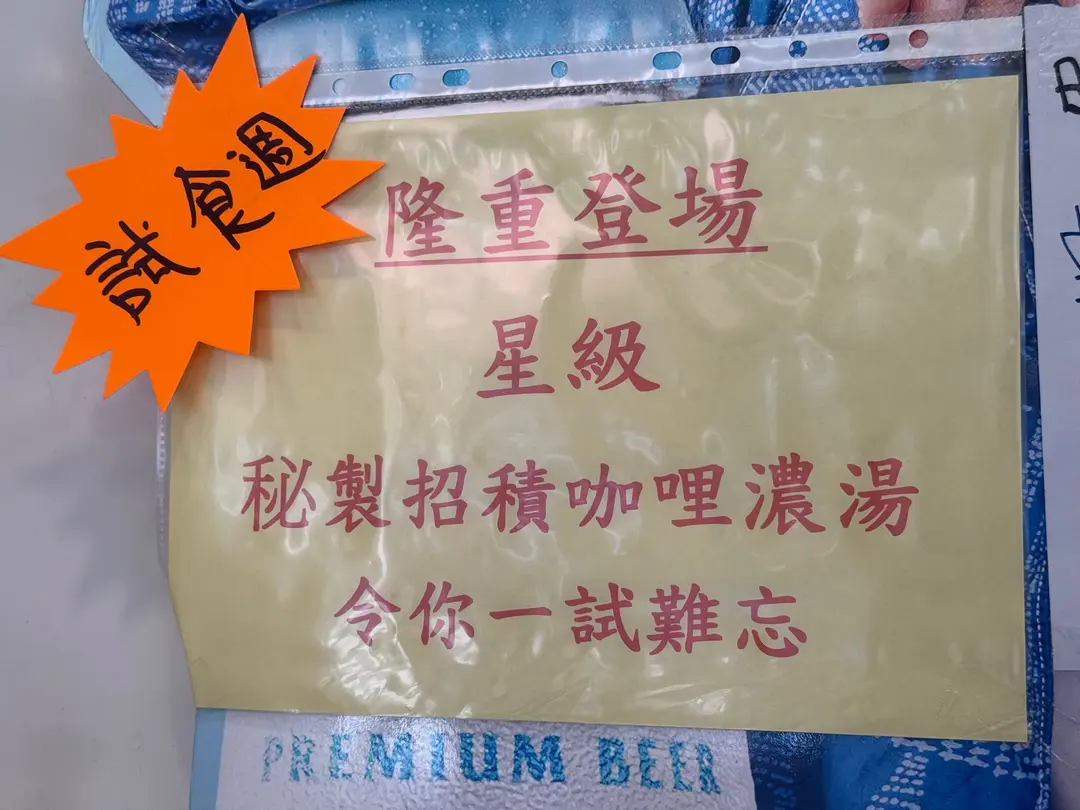 試食週
隆重登場
星級
秘製招積咖哩濃湯
令你一試難忘
PREMIUM BEER